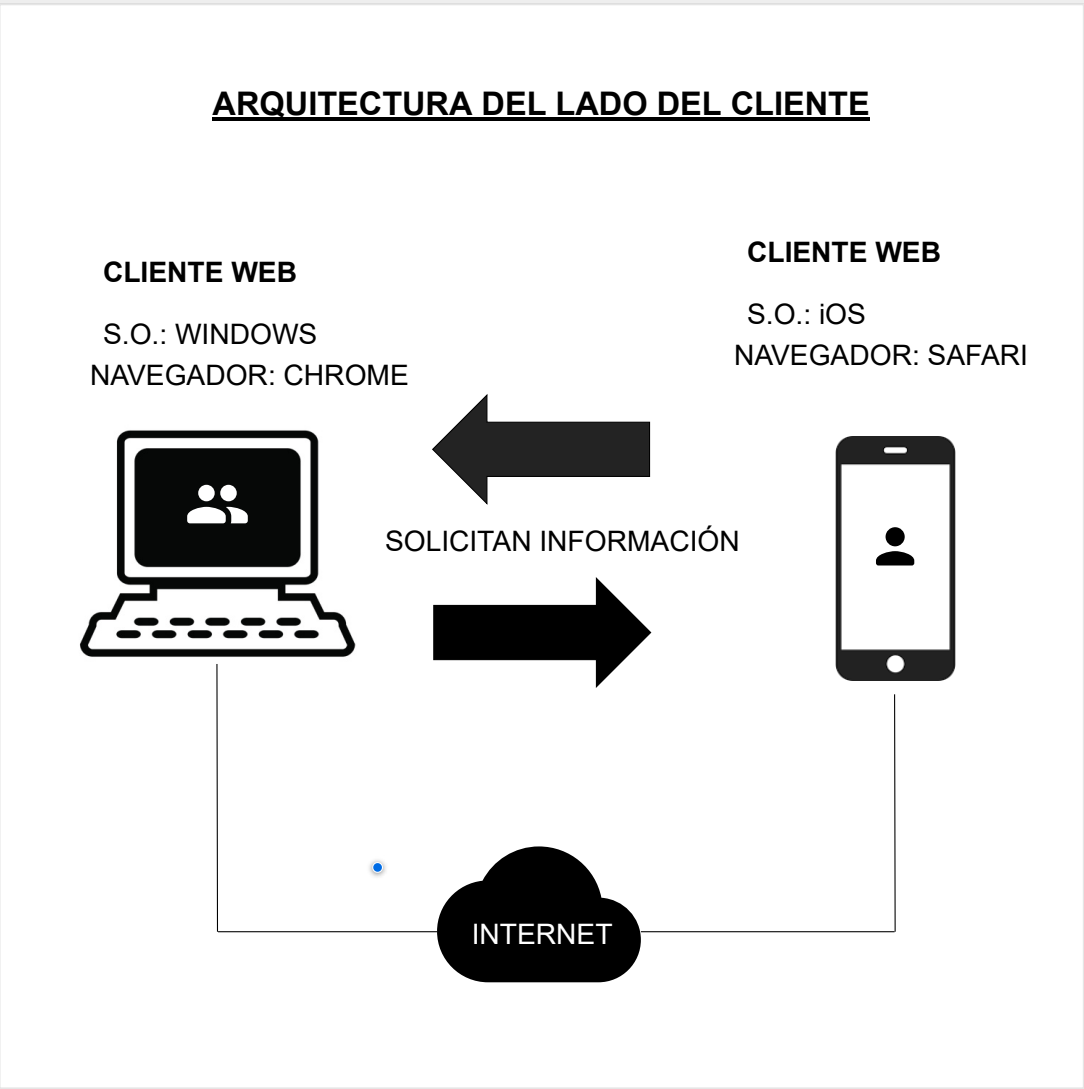 ARQUITECTURA DEL LADO DEL CLIENTE
CLIENTE WEB
S.O.: WINDOWS
NAVEGADOR: CHROME
CLIENTE WEB
S.O.: iOS
NAVEGADOR: SAFARI
SOLICITAN INFORMACIÓN
INTERNET